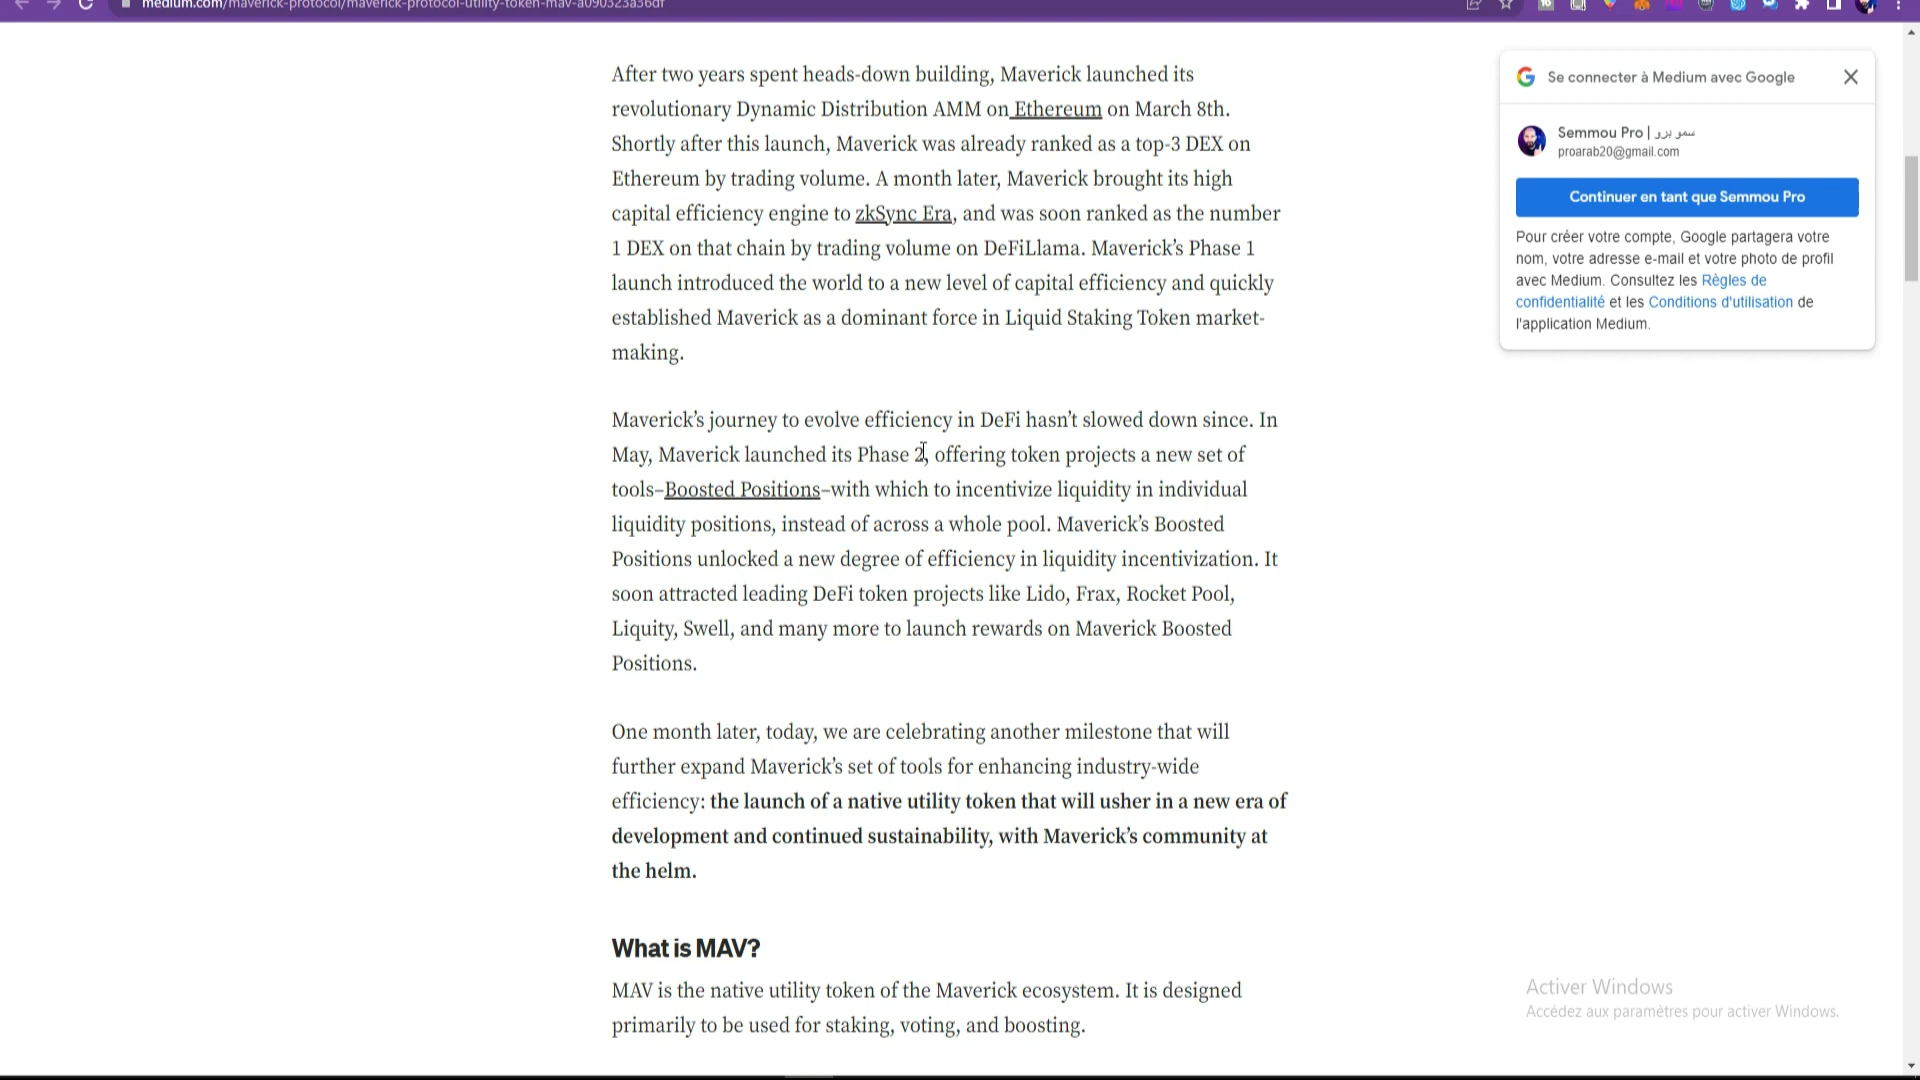 medium.com/maverick-protocol/maverick-protocol-utility-token-mav-a090323a36df
After two years spent heads-down building, Maverick launched its
revolutionary Dynamic Distribution AMM on Ethereum on March 8th.
Shortly after this launch, Maverick was already ranked as a top-3 DEX on
Ethereum by trading volume. A month later, Maverick brought its high
capital efficiency engine to zkSync Era, and was soon ranked as the number
1 DEX on that chain by trading volume on DeFiLlama. Maverick’s Phase 1
launch introduced the world to a new level of capital efficiency and quickly
established Maverick as a dominant force in Liquid Staking Token market-
making.
Maverick’s journey to evolve efficiency in DeFi hasn’t slowed down since. In
May, Maverick launched its Phase 2, offering token projects a new set of
tools–Boosted Positions–with which to incentivize liquidity in individual
liquidity positions, instead of across a whole pool. Maverick’s Boosted
Positions unlocked a new degree of efficiency in liquidity incentivization. It
soon attracted leading DeFi token projects like Lido, Frax, Rocket Pool,
Liquity, Swell, and many more to launch rewards on Maverick Boosted
Positions.
One month later, today, we are celebrating another milestone that will
further expand Maverick’s set of tools for enhancing industry-wide
efficiency: the launch of a native utility token that will usher in a new era of
development and continued sustainability, with Maverick’s community at
the helm.
What is MAV?
MAV is the native utility token of the Maverick ecosystem. It is designed
primarily to be used for staking, voting, and boosting.
Se connecter à Medium avec Google
Semmou Pro | سمو برو
proarab20@gmail.com
Continuer en tant que Semmou Pro
Pour créer votre compte, Google partagera votre
nom, votre adresse e-mail et votre photo de profil
avec Medium. Consultez les Règles de
confidentialité et les Conditions d'utilisation de
l'application Medium.
Activer Windows
Accédez aux paramètres pour activer Windows.